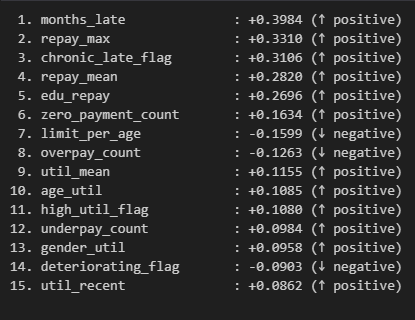 1. months_late : +0.3984 (↑ positive)
2. repay_max : +0.3310 (↑ positive)
3. chronic_late_flag : +0.3106 (↑ positive)
4. repay_mean : +0.2820 (↑ positive)
5. edu_repay : +0.2696 (↑ positive)
6. zero_payment_count : +0.1634 (↑ positive)
7. limit_per_age : -0.1599 (↓ negative)
8. overpay_count : -0.1263 (↓ negative)
9. util_mean : +0.1155 (↑ positive)
10. age_util : +0.1085 (↑ positive)
11. high_util_flag : +0.1080 (↑ positive)
12. underpay_count : +0.0984 (↑ positive)
13. gender_util : +0.0958 (↑ positive)
14. deteriorating_flag : -0.0903 (↓ negative)
15. util_recent : +0.0862 (↑ positive)